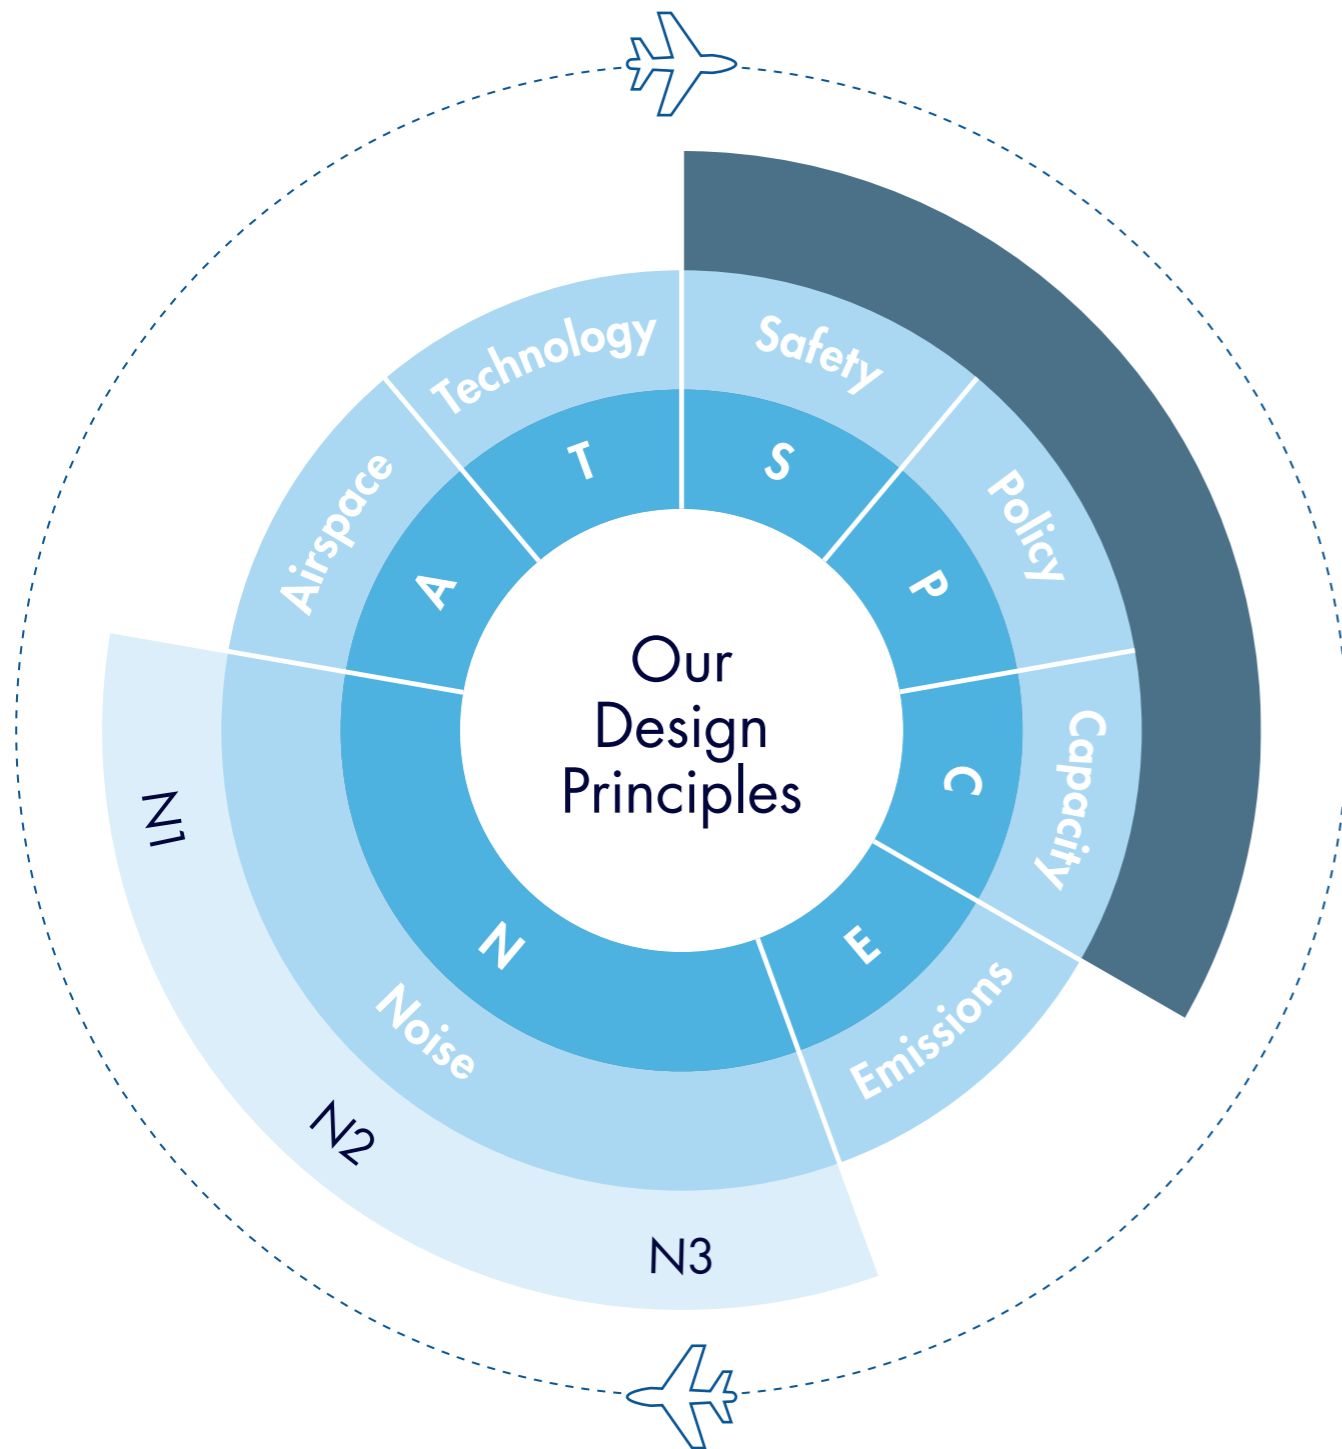 Our
Design
Principles
S
Safety
P
Policy
C
Capacity
E
Emissions
N
Noise
N1
N2
N3
A
Airspace
T
Technology